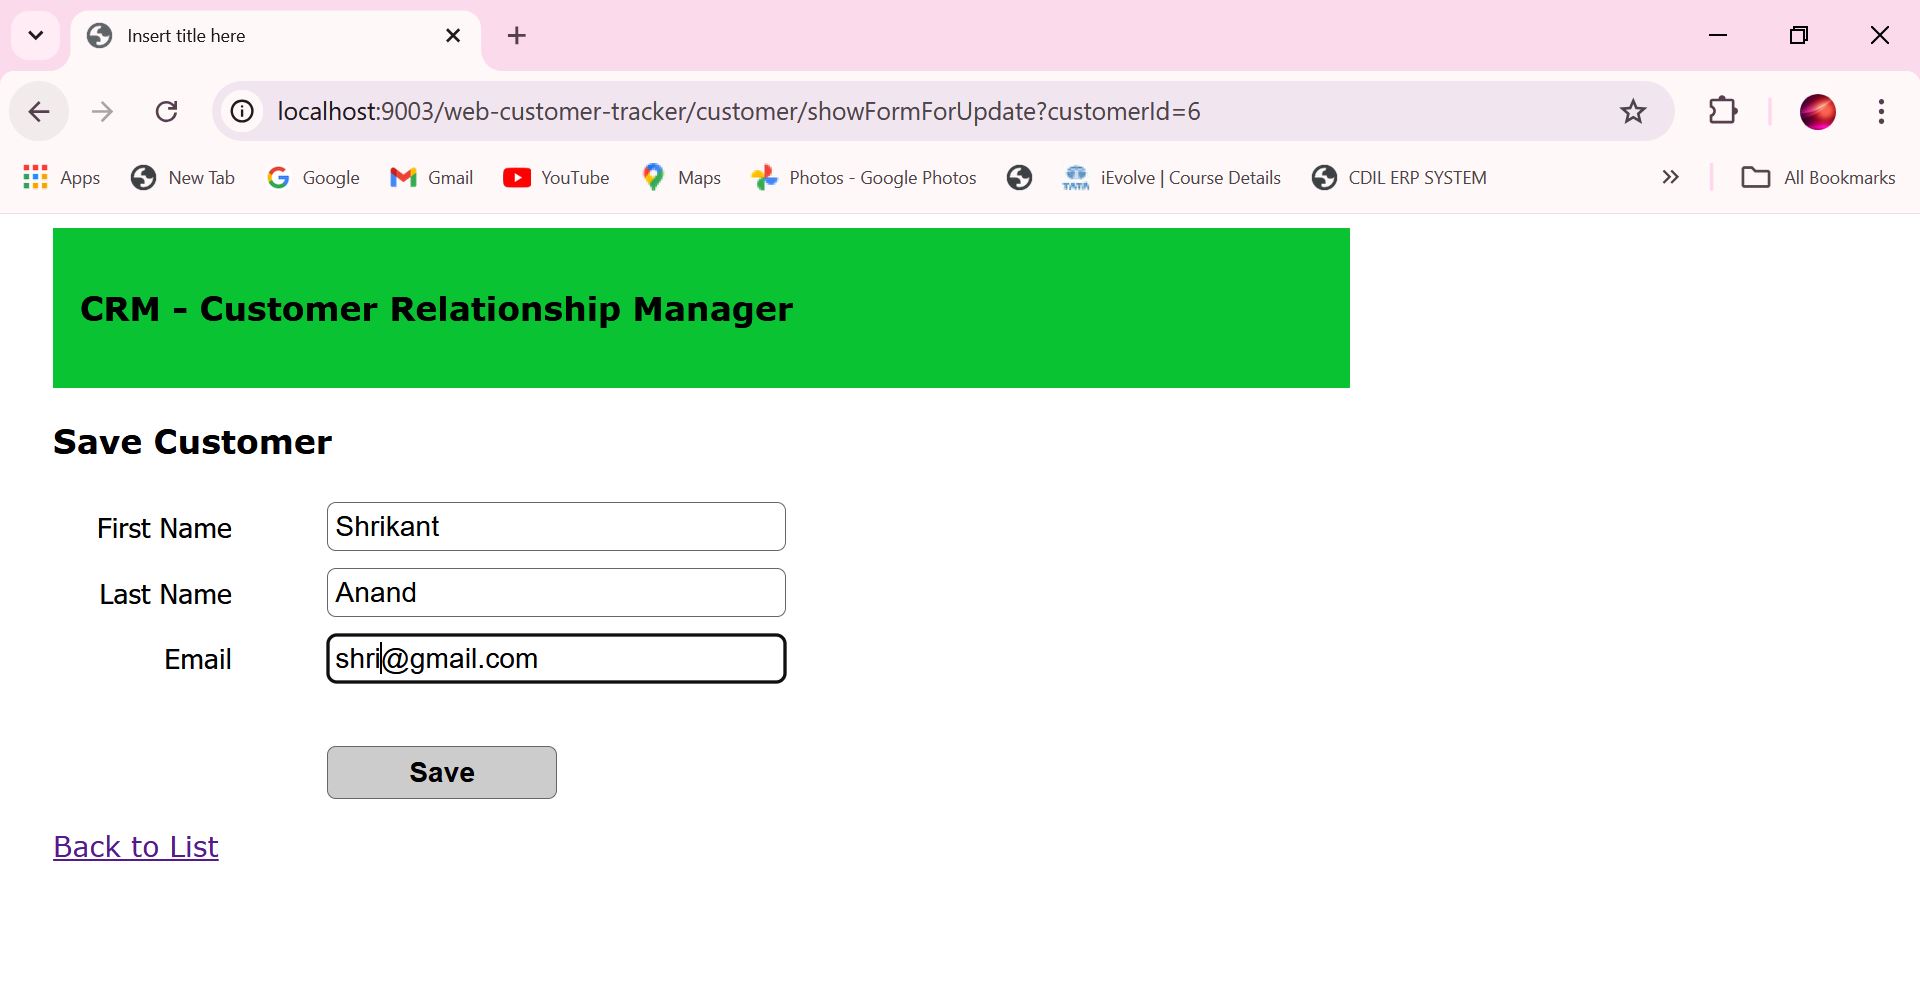 Insert title here
localhost:9003/web-customer-tracker/customer/showFormForUpdate?customerId=6
Apps New Tab Google Gmail YouTube Maps Photos - Google Photos TATA iEvolve | Course Details CDIL ERP SYSTEM All Bookmarks
CRM - Customer Relationship Manager
Save Customer
First Name Shrikant
Last Name Anand
Email shri@gmail.com
Save
Back to List